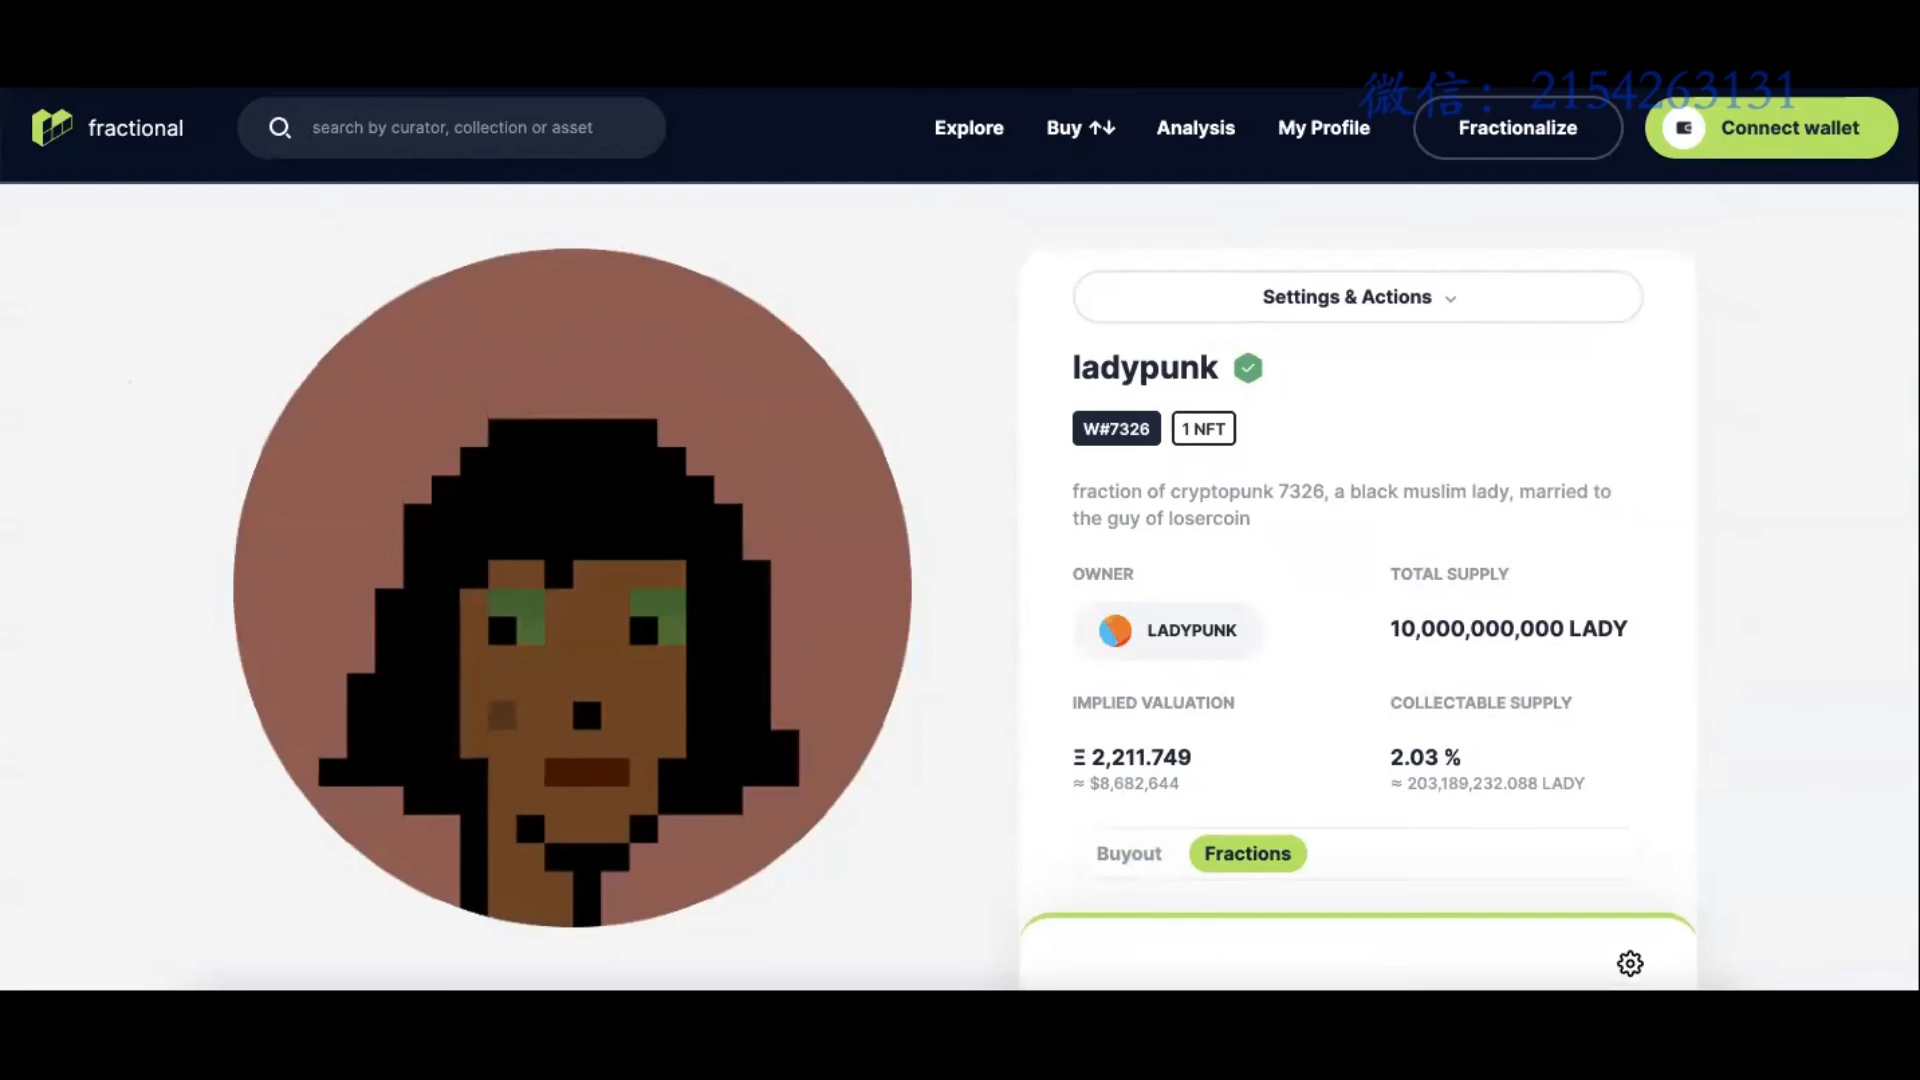 微信：2154263131
fractional
search by curator, collection or asset
Explore
Buy
Analysis
My Profile
Fractionalize
Connect wallet
Settings & Actions
ladypunk
W#7326
1 NFT
fraction of cryptopunk 7326, a black muslim lady, married to
the guy of losercoin
OWNER
LADYPUNK
TOTAL SUPPLY
10,000,000,000 LADY
IMPLIED VALUATION
Ξ 2,211.749
≈ $8,682,644
COLLECTABLE SUPPLY
2.03 %
≈ 203,189,232.088 LADY
Buyout
Fractions